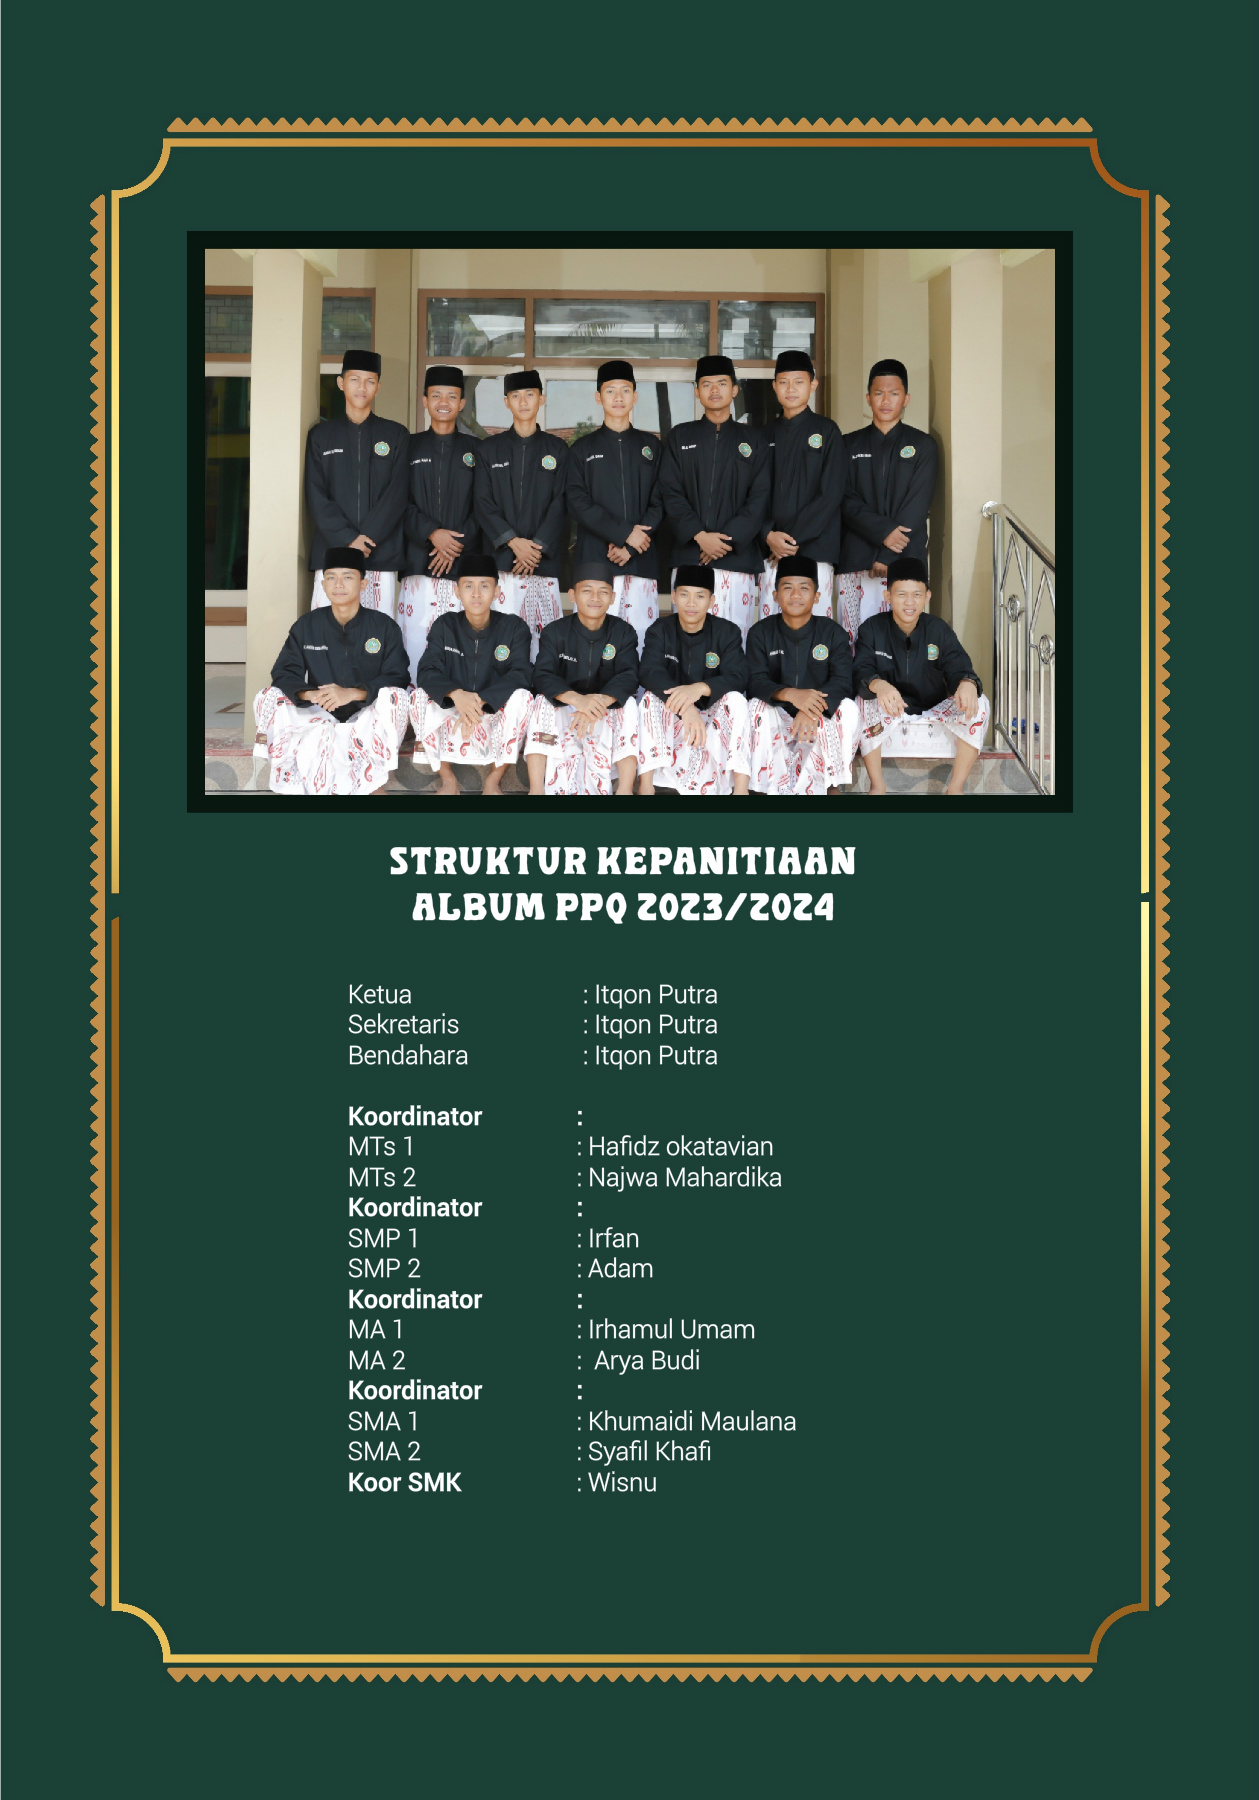 STRUKTUR KEPANITIAAN
ALBUM PPQ 2023/2024
Ketua : Itqon Putra
Sekretaris : Itqon Putra
Bendahara : Itqon Putra
Koordinator :
MTs 1 : Hafidz okatavian
MTs 2 : Najwa Mahardika
Koordinator :
SMP 1 : Irfan
SMP 2 : Adam
Koordinator :
MA 1 : Irhamul Umam
MA 2 : Arya Budi
Koordinator :
SMA 1 : Khumaidi Maulana
SMA 2 : Syafil Khafi
Koor SMK : Wisnu